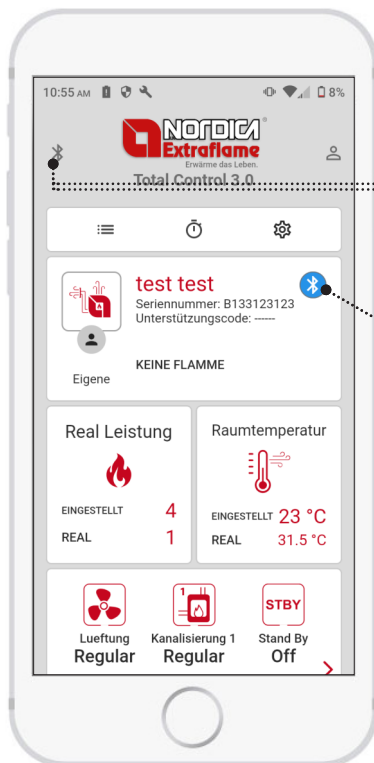 10:55 AM 8%
NORDICA
Extraflame
Erwärme das Leben.
Total Control 3.0
test test
Seriennummer: B133123123
Unterstützungscode: ------
Eigene
KEINE FLAMME
Real Leistung
EINGESTELLT 4
REAL 1
Raumtemperatur
EINGESTELLT 23 °C
REAL 31.5 °C
Lueftung
Regular
1
Kanalisierung 1
Regular
STBY
Stand By
Off